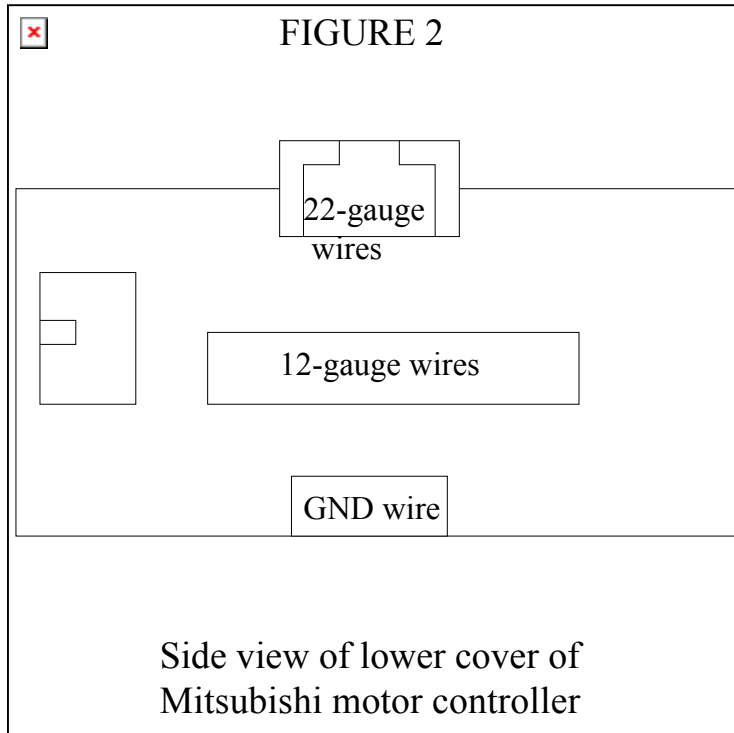 FIGURE 2
22-gauge
wires
12-gauge wires
GND wire
Side view of lower cover of
Mitsubishi motor controller